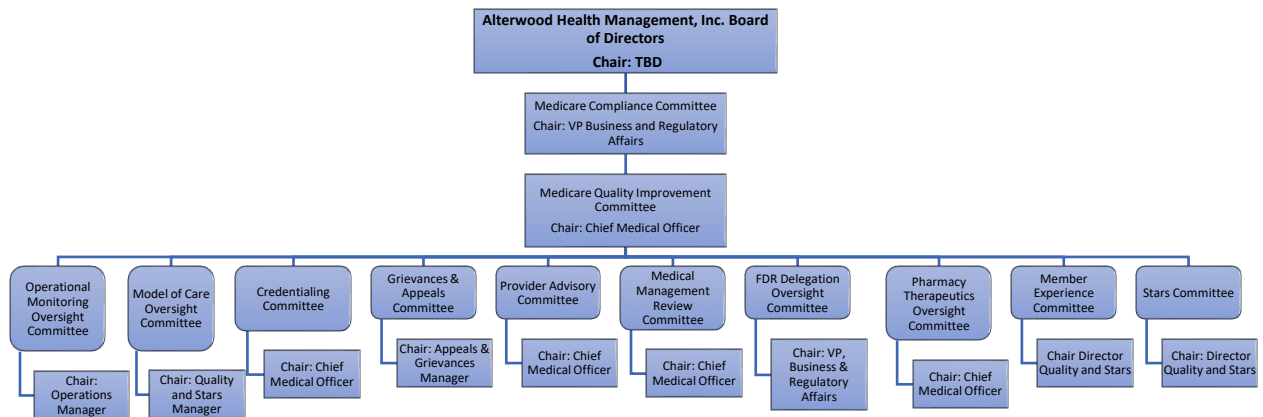 Alterwood Health Management, Inc. Board
of Directors
Chair: TBD
Medicare Compliance Committee
Chair: VP Business and Regulatory
Affairs
Medicare Quality Improvement
Committee
Chair: Chief Medical Officer
Operational
Monitoring
Oversight
Committee
Chair:
Operations
Manager
Model of Care
Oversight
Committee
Chair: Quality
and Stars
Manager
Credentialing
Committee
Chair: Chief
Medical Officer
Grievances &
Appeals
Committee
Chair: Appeals &
Grievances
Manager
Provider Advisory
Committee
Chair: Chief
Medical Officer
Medical
Management
Review
Committee
Chair: Chief
Medical Officer
FDR Delegation
Oversight
Committee
Chair: VP,
Business &
Regulatory
Affairs
Pharmacy
Therapeutics
Oversight
Committee
Chair: Chief
Medical Officer
Member
Experience
Committee
Chair Director
Quality and Stars
Stars Committee
Chair: Director
Quality and Stars